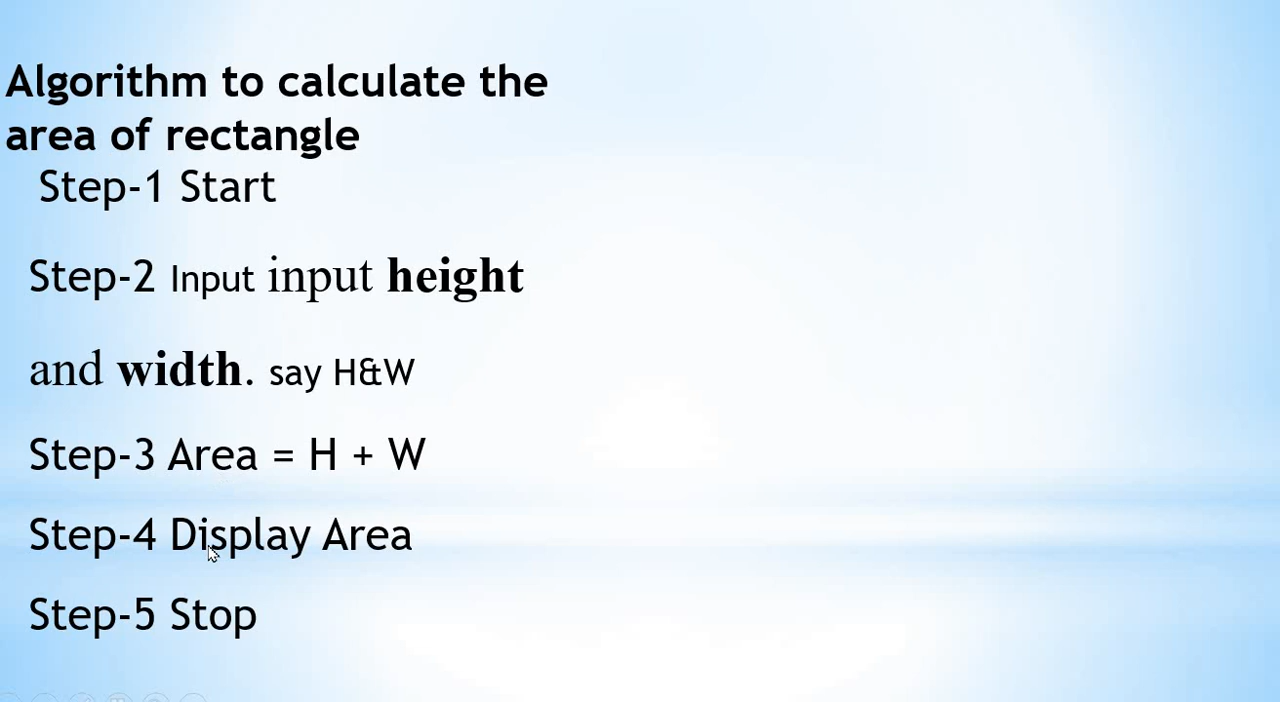 Algorithm to calculate the
area of rectangle
Step-1 Start
Step-2 Input input height
and width. say H&W
Step-3 Area = H + W
Step-4 Display Area
Step-5 Stop